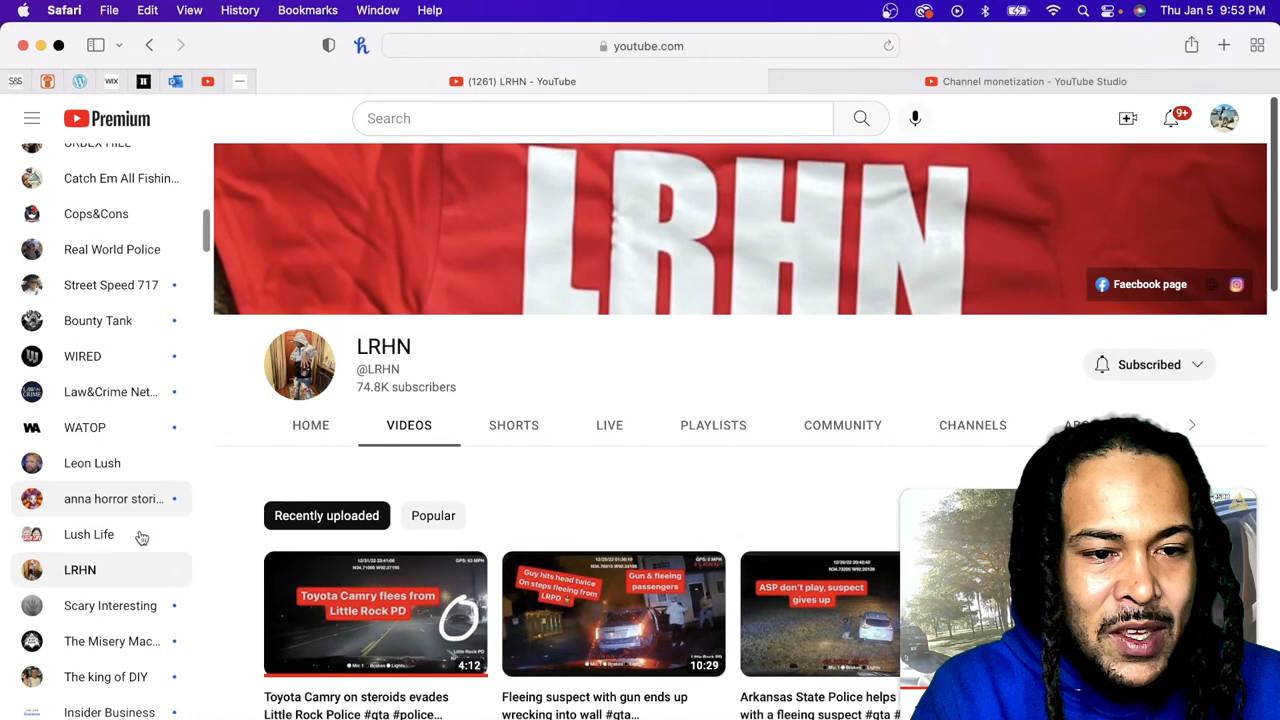 Safari File Edit View History Bookmarks Window Help Thu Jan 5 9:53 PM
youtube.com
S&S WIX
(1261) LRHN - YouTube
Channel monetization - YouTube Studio
Premium
Search
9+
URBEX HILL
Catch Em All Fishin...
Cops&Cons
Real World Police
Street Speed 717
Bounty Tank
WIRED
Law&Crime Net...
WATOP
Leon Lush
anna horror stori...
Lush Life
LRHN
Scary Interesting
The Misery Mac...
The king of DIY
Insider Business
LRHN
Faecbook page
LRHN
@LRHN
74.8K subscribers
Subscribed
HOME VIDEOS SHORTS LIVE PLAYLISTS COMMUNITY CHANNELS
Recently uploaded
Popular
Toyota Camry flees from
Little Rock PD
4:12
Toyota Camry on steroids evades
Little Rock Police #gta #police...
Guy hits head twice
On steps fleeing from
LRPD
Gun & fleeing
passengers
10:29
Fleeing suspect with gun ends up
wrecking into wall #gta...
ASP don't play, suspect
gives up
Arkansas State Police helps
with a fleeing suspect #gta #